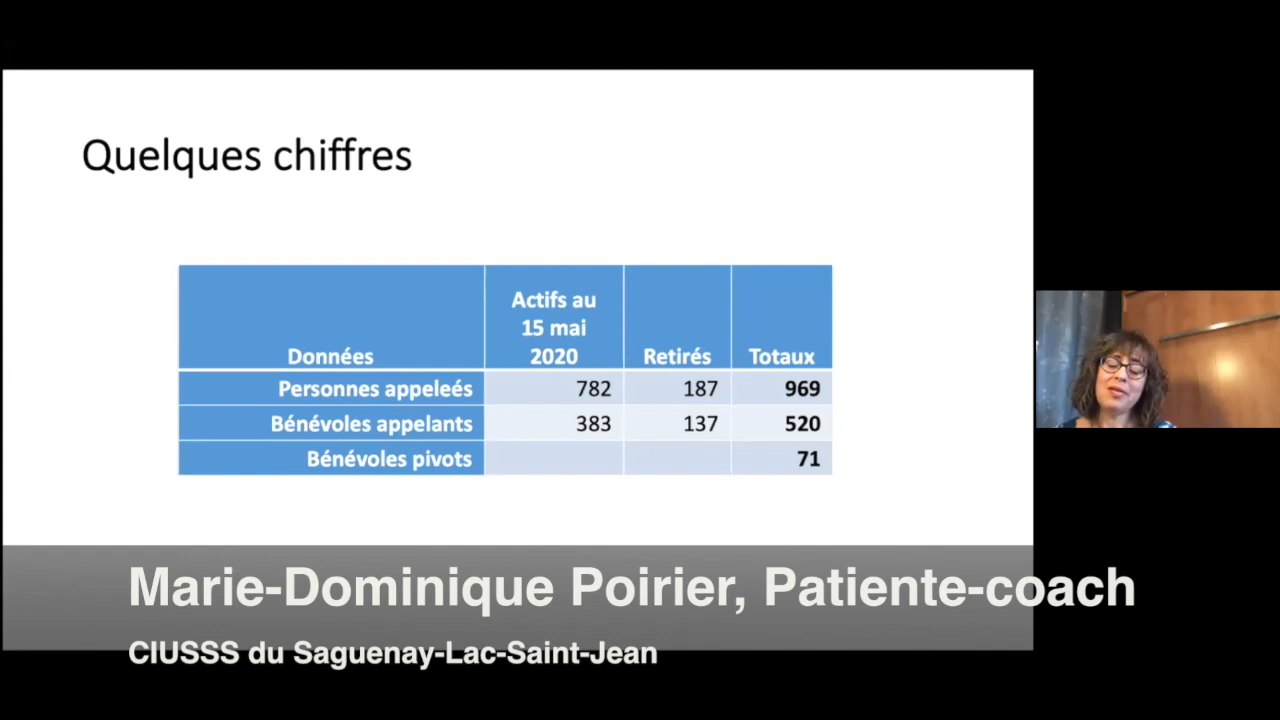 Quelques chiffres
Actifs au
15 mai
Données 2020 Retirés Totaux
Personnes appeleés 782 187 969
Bénévoles appelants 383 137 520
Bénévoles pivots 71
Marie-Dominique Poirier, Patiente-coach
CIUSSS du Saguenay-Lac-Saint-Jean